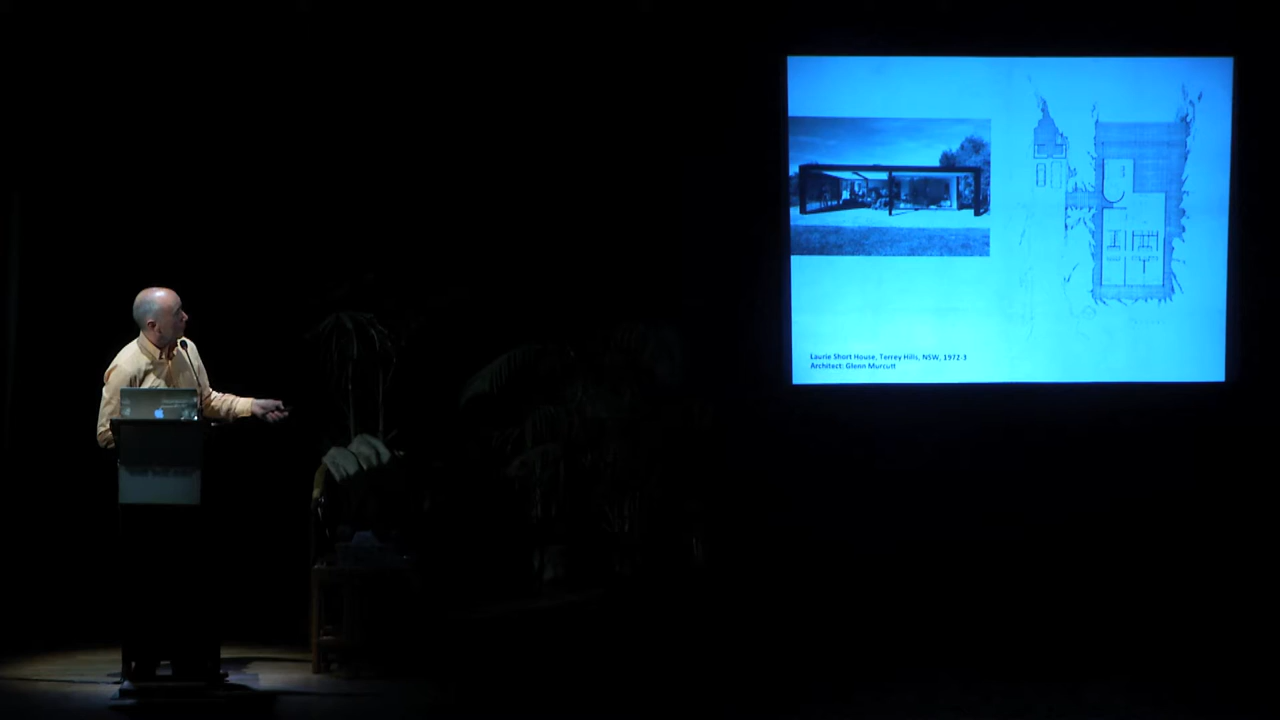 Laurie Short House, Terrey Hills, NSW, 1972-3
Architect: Glenn Murcutt